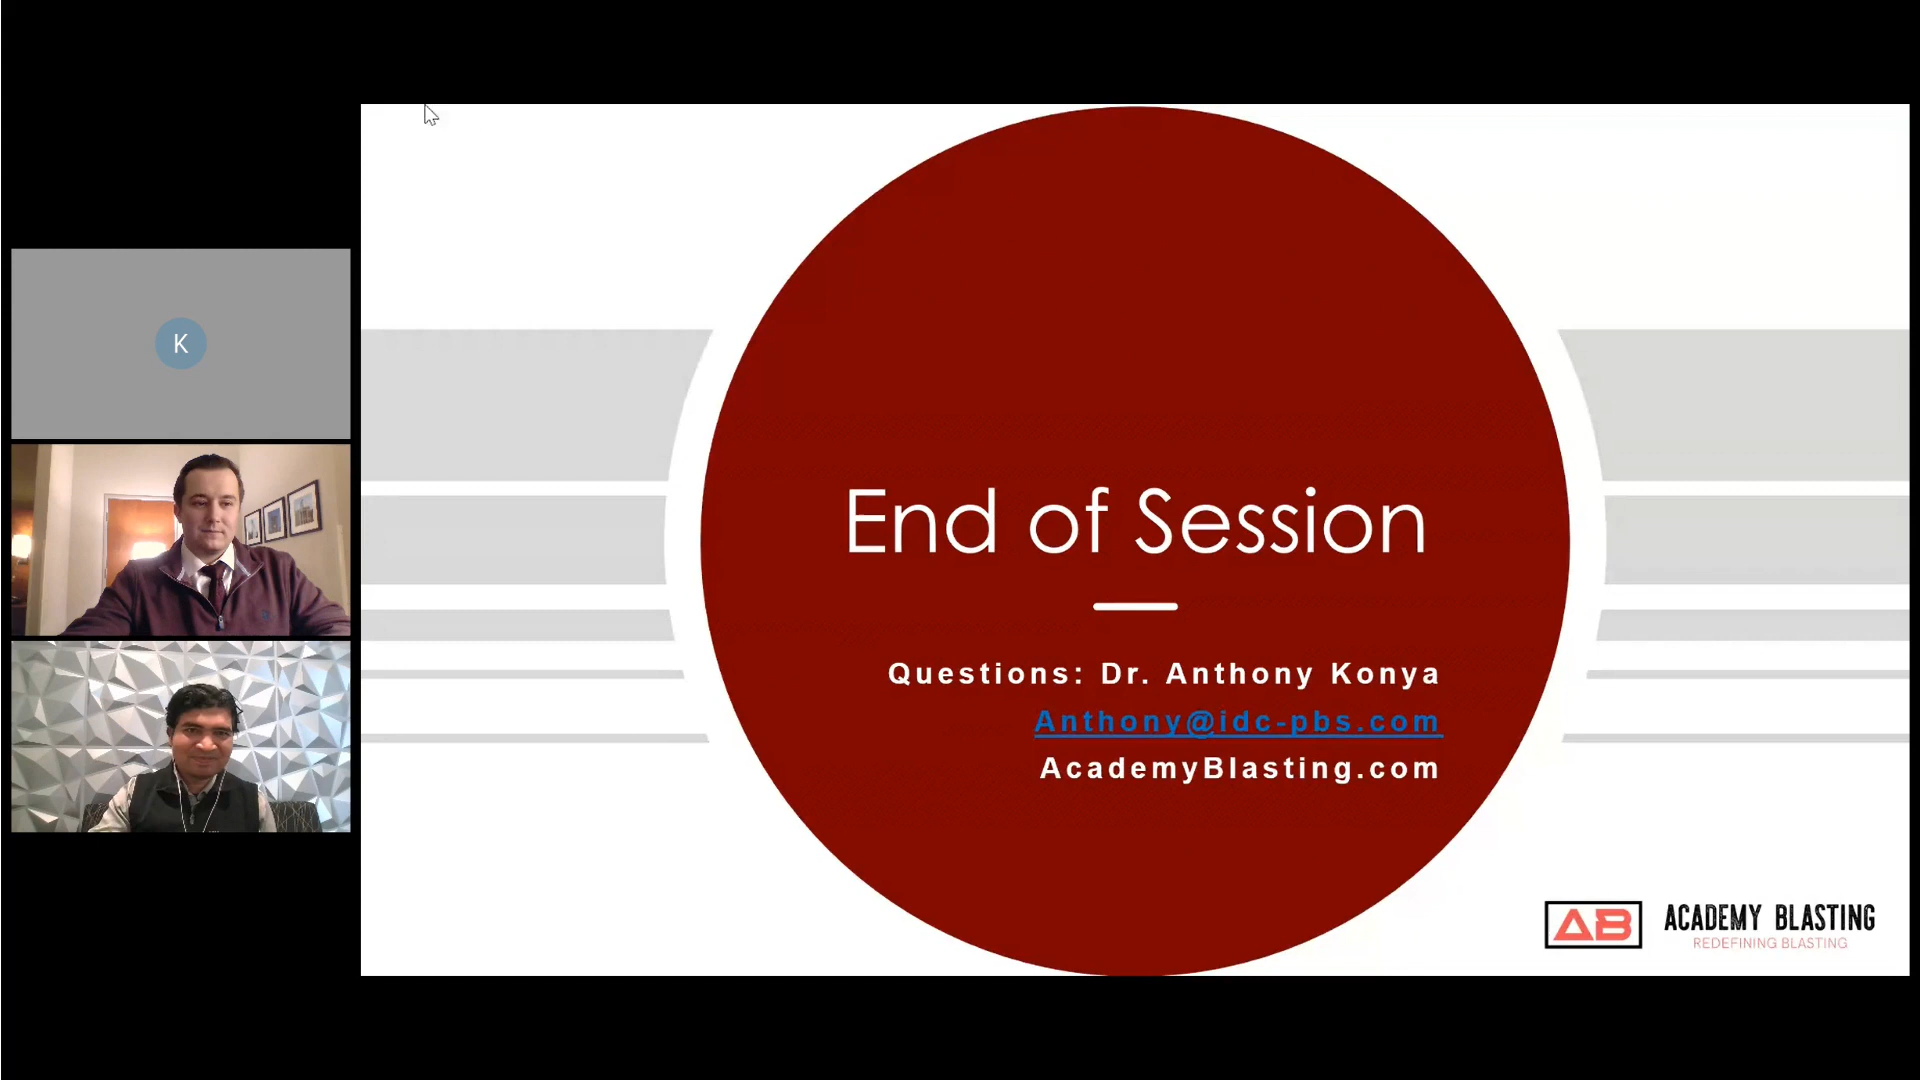 K
End of Session
Questions: Dr. Anthony Konya
Anthony@idc-pbs.com
AcademyBlasting.com
AB
ACADEMY BLASTING
REDEFINING BLASTING